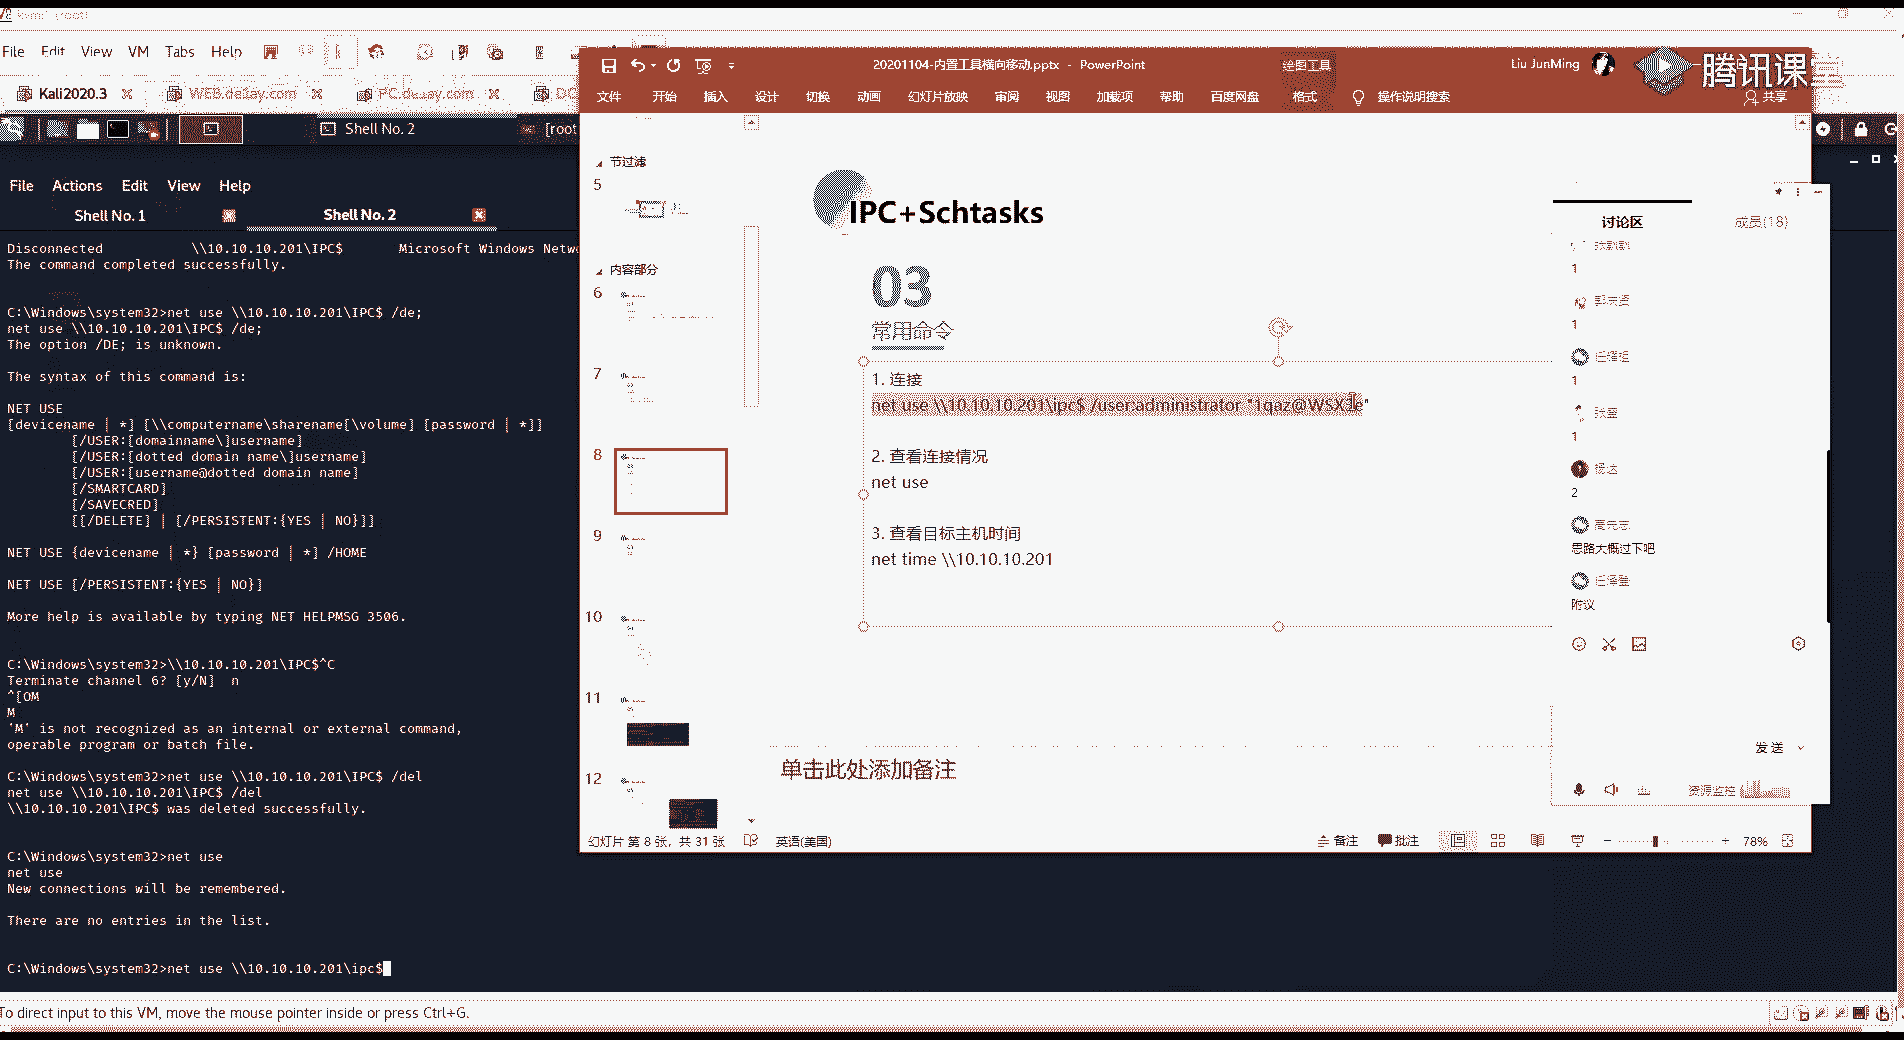 File Edit View VM Tabs Help
Kali2020.3
WEB.de1ay.com
PC.de1ay.com
Shell No. 2
[root
File Actions Edit View Help
Shell No. 1
Shell No. 2
Disconnected \\10.10.10.201\IPC$ Microsoft Windows Netwo
The command completed successfully.
C:\Windows\system32>net use \\10.10.10.201\IPC$ /de;
net use \\10.10.10.201\IPC$ /de;
The option /DE; is unknown.
The syntax of this command is:
NET USE
[devicename | *] [\\computername\sharename[\volume] [password | *]]
[/USER:[domainname\]username]
[/USER:[dotted domain name\]username]
[/USER:[username@dotted domain name]
[/SMARTCARD]
[/SAVECRED]
[[/DELETE] | [/PERSISTENT:{YES | NO}]]
NET USE {devicename | *} [password | *] /HOME
NET USE [/PERSISTENT:{YES | NO}]
More help is available by typing NET HELPMSG 3506.
C:\Windows\system32>\\10.10.10.201\IPC$^C
Terminate channel 6? [y/N]  n
^[OM
M
'M' is not recognized as an internal or external command,
operable program or batch file.
C:\Windows\system32>net use \\10.10.10.201\IPC$ /del
net use \\10.10.10.201\IPC$ /del
\\10.10.10.201\IPC$ was deleted successfully.
C:\Windows\system32>net use
net use
New connections will be remembered.
There are no entries in the list.
C:\Windows\system32>net use \\10.10.10.201\ipc$
To direct input to this VM, move the mouse pointer inside or press Ctrl+G.
20201104-内置工具横向移动.pptx - PowerPoint
绘图工具
Liu JunMing
腾讯课
文件 开始 插入 设计 切换 动画 幻灯片放映 审阅 视图 加载项 帮助 百度网盘 格式 操作说明搜索
共享
节过滤
5
内容部分
6
7
8
9
10
11
12
IPC+Schtasks
03
常用命令
1. 连接
net use \\10.10.10.201\ipc$ /user:administrator "1qaz@WSX3e"
2. 查看连接情况
net use
3. 查看目标主机时间
net time \\10.10.10.201
单击此处添加备注
幻灯片 第 8 张，共 31 张
英语(美国)
备注
批注
78%
讨论区
成员(18)
1
1
1
1
2
思路大概过下吧
附议
发送
资源监控